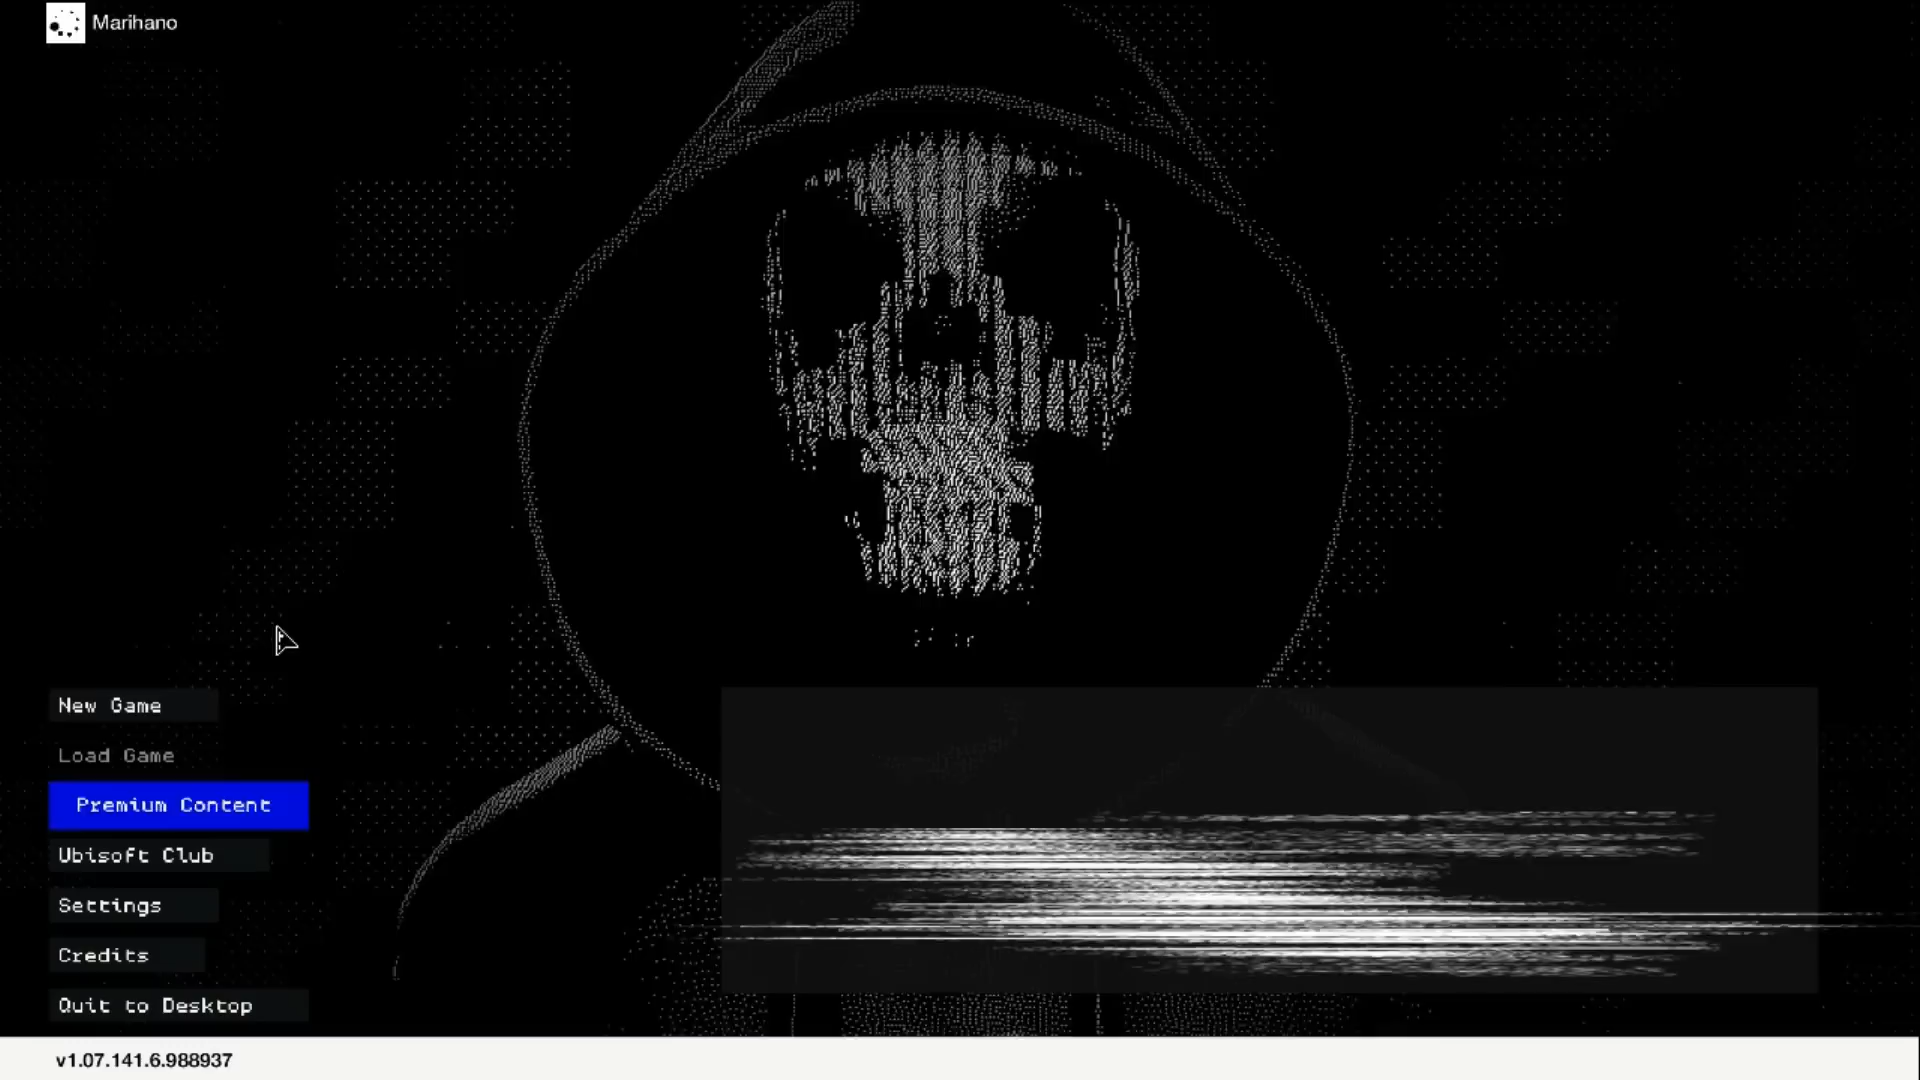 Marihano
New Game
Load Game
Premium Content
Ubisoft Club
Settings
Credits
Quit to Desktop
v1.07.141.6.988937